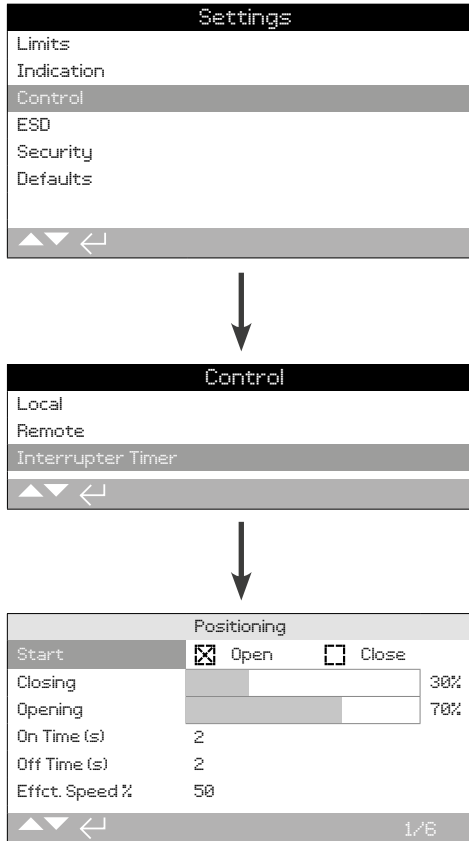 Settings
Limits
Indication
Control
ESD
Security
Defaults
Control
Local
Remote
Interrupter Timer
Positioning
Start Open Close
Closing 30%
Opening 70%
On Time (s) 2
Off Time (s) 2
Effct. Speed % 50
1/6